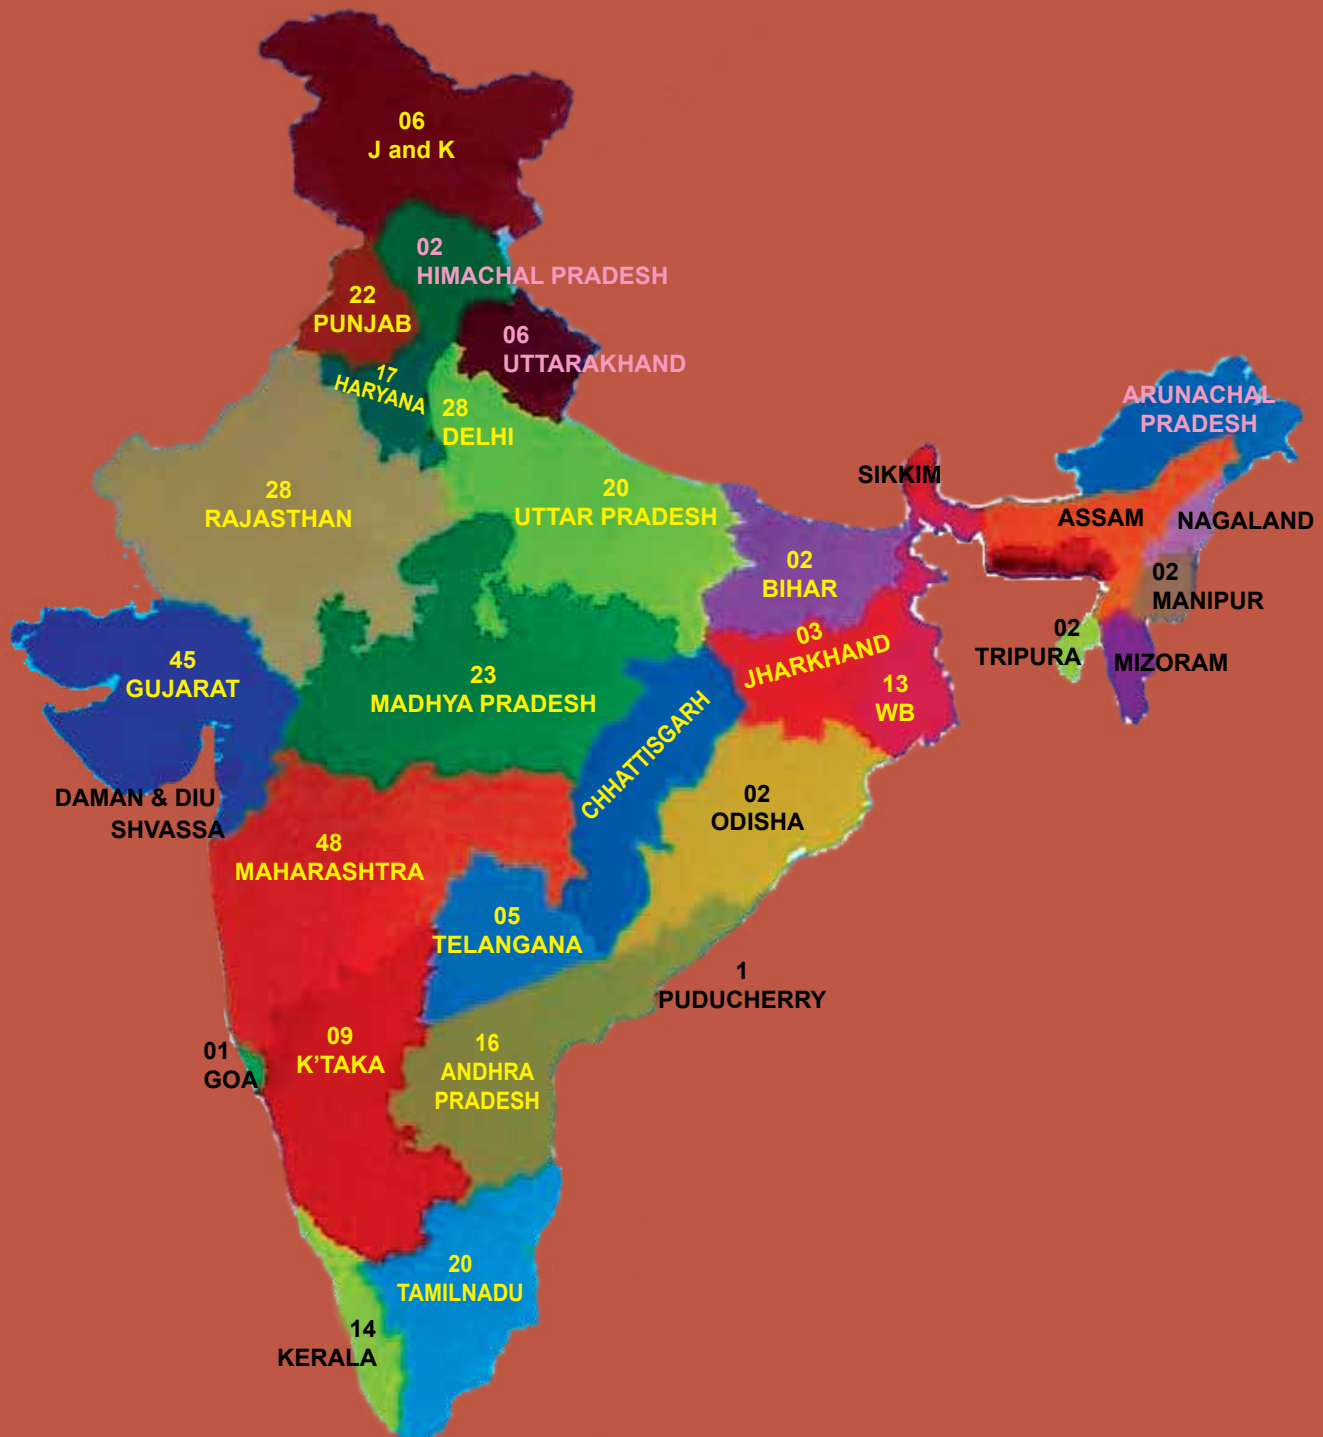 06
J and K
02
HIMACHAL PRADESH
22
PUNJAB
06
UTTARAKHAND
17
HARYANA
28
DELHI
ARUNACHAL
PRADESH
SIKKIM
28
RAJASTHAN
20
UTTAR PRADESH
ASSAM
NAGALAND
02
BIHAR
02
MANIPUR
03
JHARKHAND
02
TRIPURA
MIZORAM
45
GUJARAT
23
MADHYA PRADESH
13
WB
CHHATTISGARH
DAMAN & DIU
SHVASSA
02
ODISHA
48
MAHARASHTRA
05
TELANGANA
1
PUDUCHERRY
01
GOA
09
K’TAKA
16
ANDHRA
PRADESH
20
TAMILNADU
14
KERALA